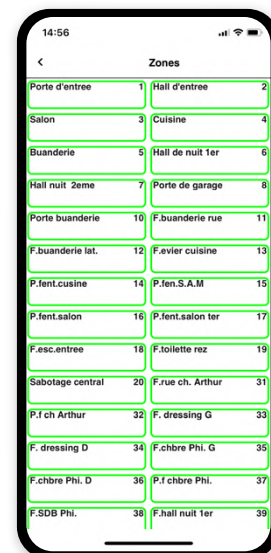 14:56
Zones
Porte d'entree 1 Hall d'entree 2
Salon 3 Cuisine 4
Buanderie 5 Hall de nuit 1er 6
Hall nuit 2eme 7 Porte de garage 8
Porte buanderie 10 F.buanderie rue 11
F.buanderie lat. 12 F.evier cuisine 13
P.fent.cusine 14 P.fen.S.A.M 15
P.fent.salon 16 P.fent.salon ter 17
F.esc.entree 18 F.toilette rez 19
Sabotage central 20 F.rue ch. Arthur 31
P.f ch Arthur 32 F. dressing G 33
F. dressing D 34 F.chbre Phi. G 35
F.chbre Phi. D 36 P.f chbre Phi. 37
F.SDB Phi. 38 F.hall nuit 1er 39